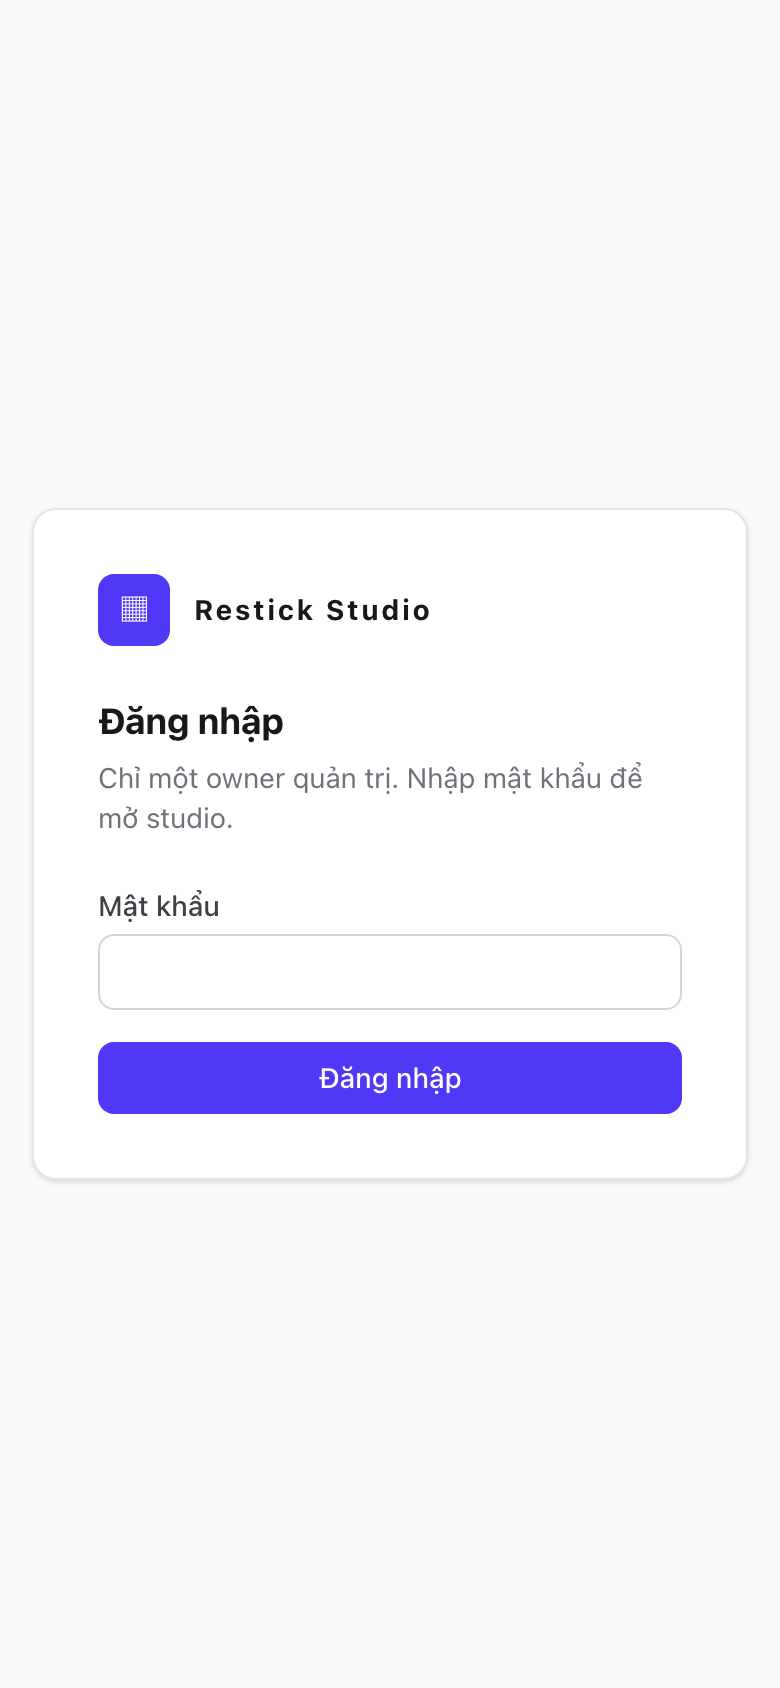 Restick Studio
Đăng nhập
Chỉ một owner quản trị. Nhập mật khẩu để
mở studio.
Mật khẩu
Đăng nhập